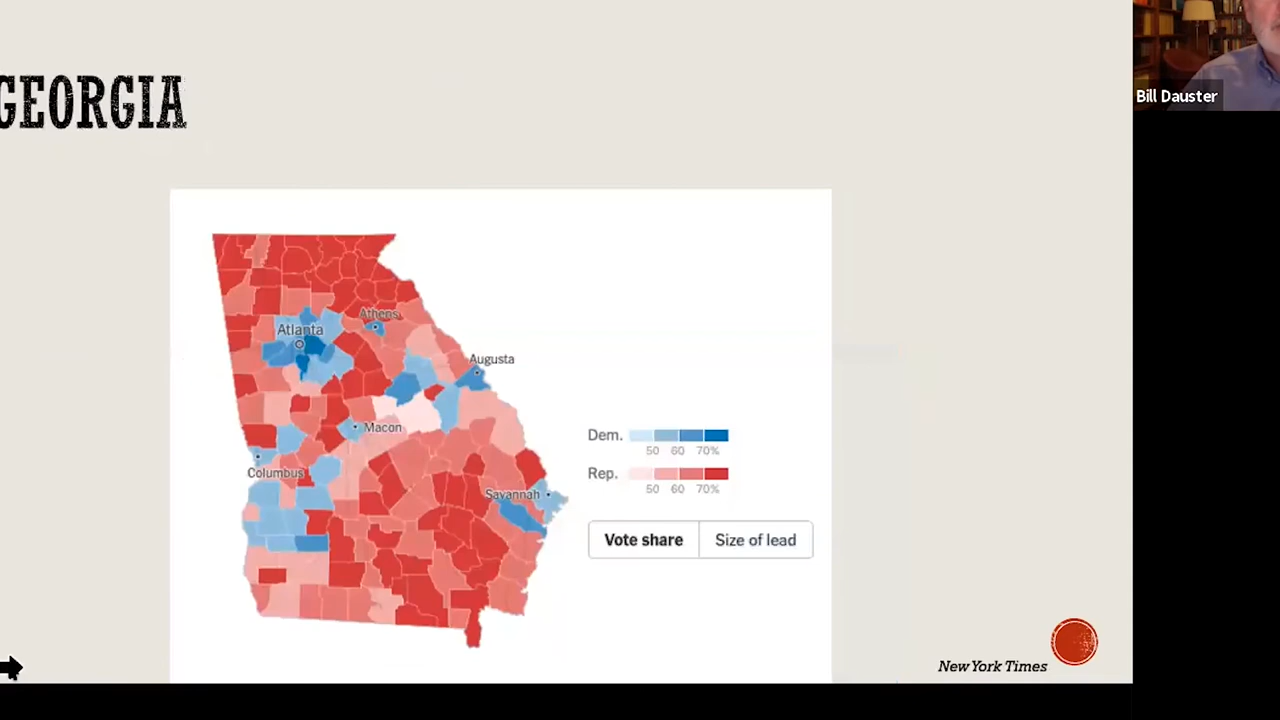 GEORGIA
Bill Dauster
Athens
Atlanta
Augusta
Macon
Columbus
Savannah
Dem.
50 60 70%
Rep.
50 60 70%
Vote share Size of lead
New York Times